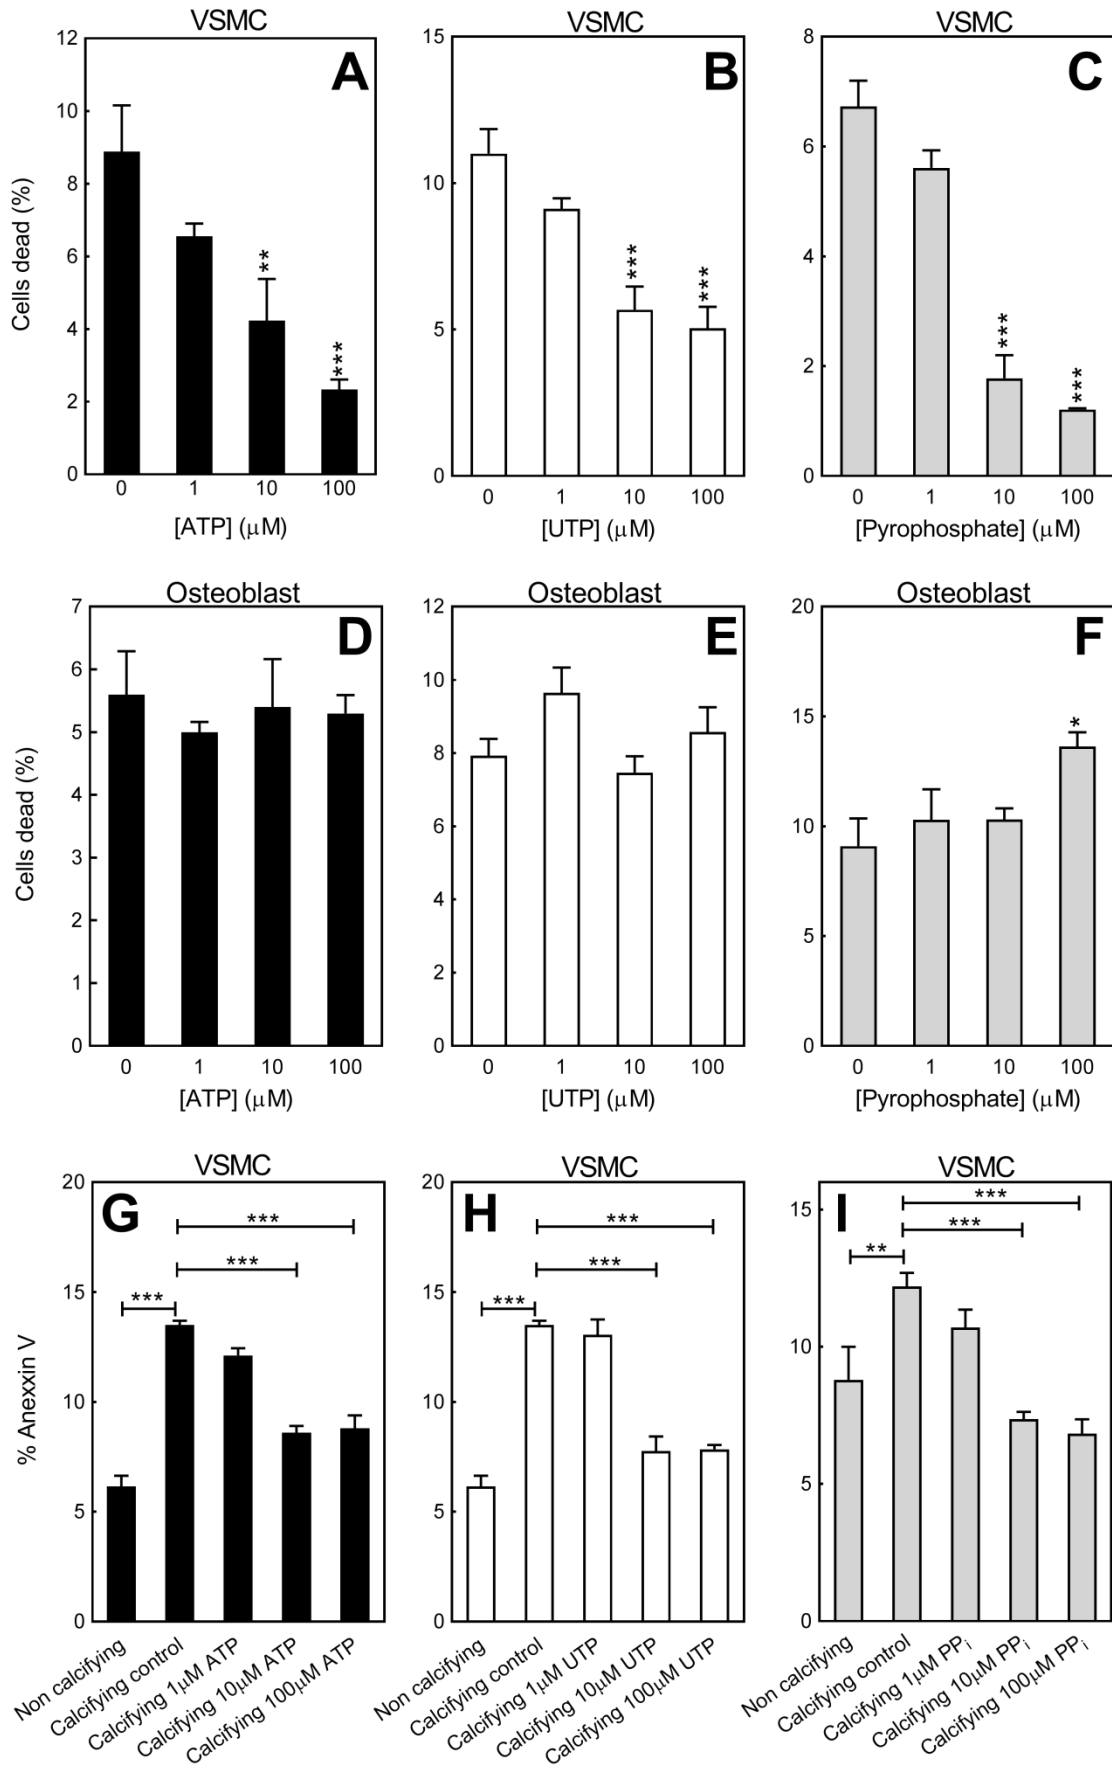 VSMC
A
12
10
8
6
4
2
0
Cells dead (%)
**
***
0 1 10 100
[ATP] (μM)
VSMC
B
15
10
5
0
***
***
0 1 10 100
[UTP] (μM)
VSMC
C
8
6
4
2
0
***
***
0 1 10 100
[Pyrophosphate] (μM)
Osteoblast
D
7
6
5
4
3
2
1
0
Cells dead (%)
0 1 10 100
[ATP] (μM)
Osteoblast
E
12
10
8
6
4
2
0
0 1 10 100
[UTP] (μM)
Osteoblast
F
20
15
10
5
0
*
0 1 10 100
[Pyrophosphate] (μM)
VSMC
G
20
15
10
5
0
% Anexxin V
***
***
***
Non calcifying
Calcifying control
Calcifying 1μM ATP
Calcifying 10μM ATP
Calcifying 100μM ATP
VSMC
H
20
15
10
5
0
***
***
***
Non calcifying
Calcifying control
Calcifying 1μM UTP
Calcifying 10μM UTP
Calcifying 100μM UTP
VSMC
I
15
10
5
0
***
***
**
Non calcifying
Calcifying control
Calcifying 1μM PPi
Calcifying 10μM PPi
Calcifying 100μM PPi